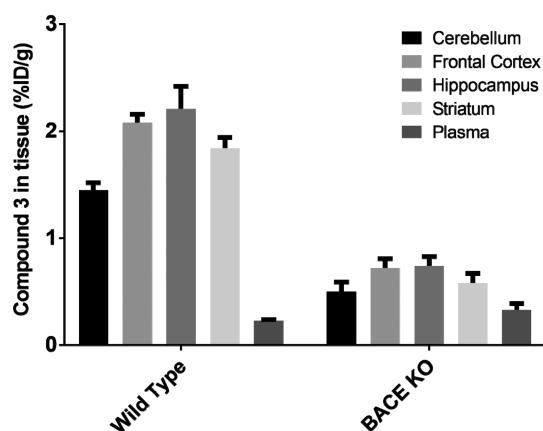 Compound 3 in tissue (%ID/g)
3
2
1
0
Cerebellum
Frontal Cortex
Hippocampus
Striatum
Plasma
Wild Type
BACE KO